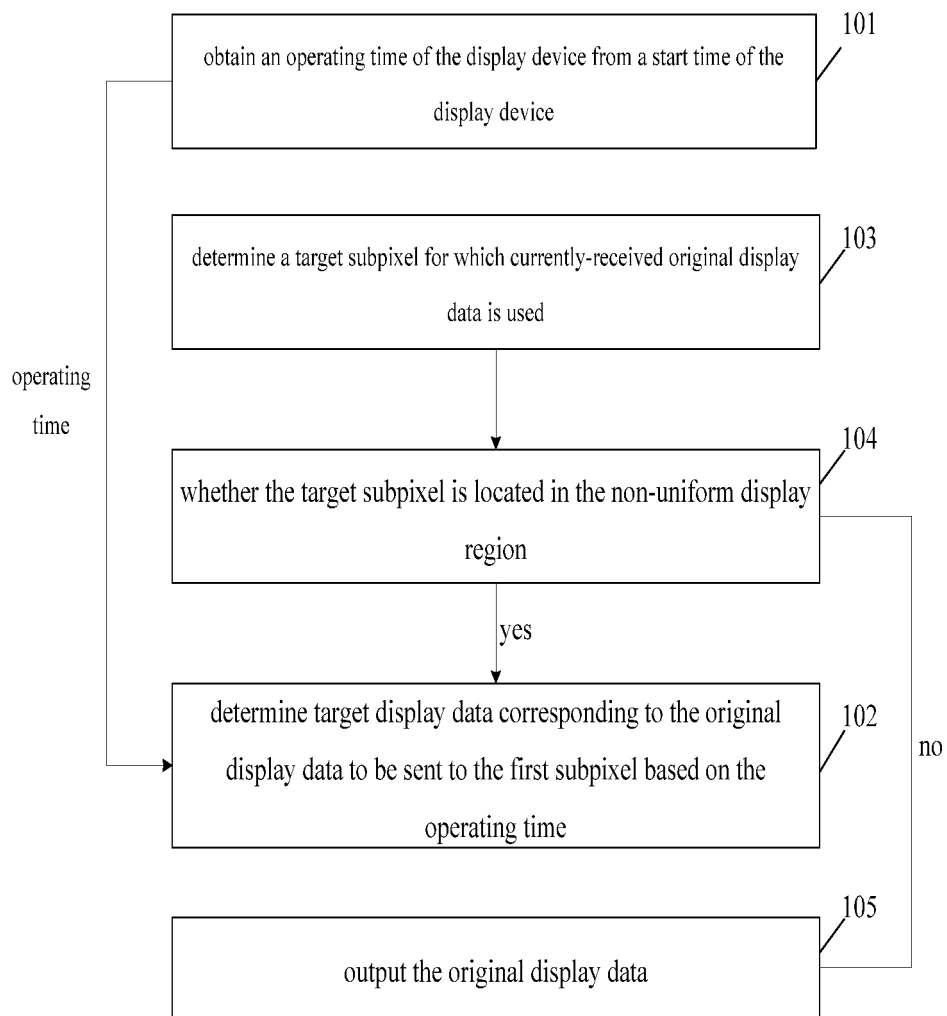 101
obtain an operating time of the display device from a start time of the
display device
103
determine a target subpixel for which currently-received original display
data is used
operating
time
104
whether the target subpixel is located in the non-uniform display
region
yes
102
determine target display data corresponding to the original
display data to be sent to the first subpixel based on the
operating time
no
105
output the original display data